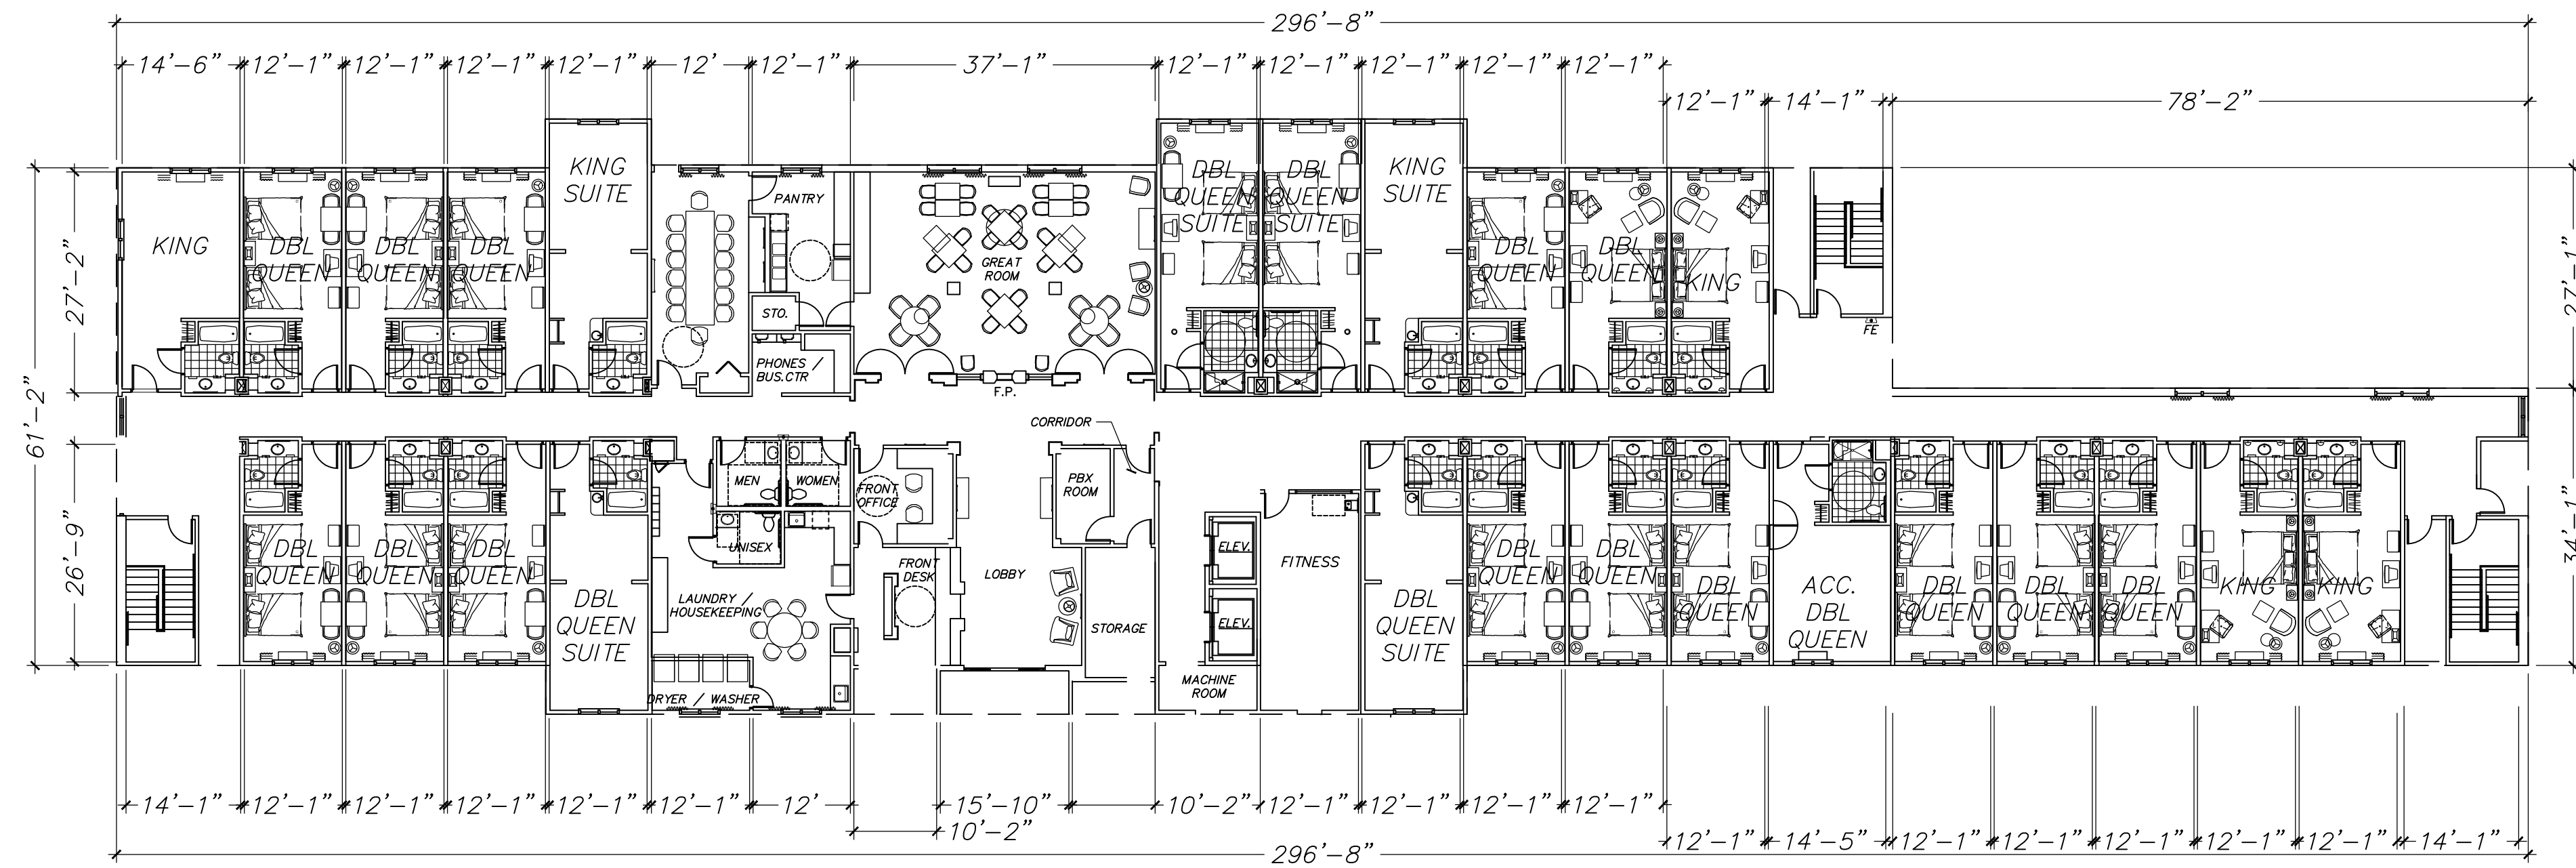 296'-8"
14'-6" 12'-1" 12'-1" 12'-1" 12'-1" 12' 12'-1" 37'-1" 12'-1" 12'-1" 12'-1" 12'-1" 12'-1"
12'-1" 14'-1" 78'-2"
61'-2"
27'-2"
26'-9"
27'-1"
34'-1"
KING
DBL
QUEEN
DBL
QUEEN
DBL
QUEEN
KING
SUITE
PANTRY
STO.
PHONES /
BUS.CTR
GREAT
ROOM
F.P.
DBL
QUEEN
SUITE
DBL
QUEEN
SUITE
KING
SUITE
DBL
QUEEN
DBL
QUEEN
KING
FE
CORRIDOR
DBL
QUEEN
DBL
QUEEN
DBL
QUEEN
DBL
QUEEN
SUITE
MEN
WOMEN
UNISEX
LAUNDRY /
HOUSEKEEPING
DRYER / WASHER
FRONT
OFFICE
FRONT
DESK
LOBBY
PBX
ROOM
STORAGE
ELEV.
ELEV.
MACHINE
ROOM
FITNESS
DBL
QUEEN
SUITE
DBL
QUEEN
DBL
QUEEN
DBL
QUEEN
ACC.
DBL
QUEEN
DBL
QUEEN
DBL
QUEEN
DBL
QUEEN
KING
KING
14'-1" 12'-1" 12'-1" 12'-1" 12'-1" 12'-1" 12' 15'-10" 10'-2" 12'-1" 12'-1" 12'-1" 12'-1"
10'-2"
12'-1" 14'-5" 12'-1" 12'-1" 12'-1" 12'-1" 12'-1" 14'-1"
296'-8"